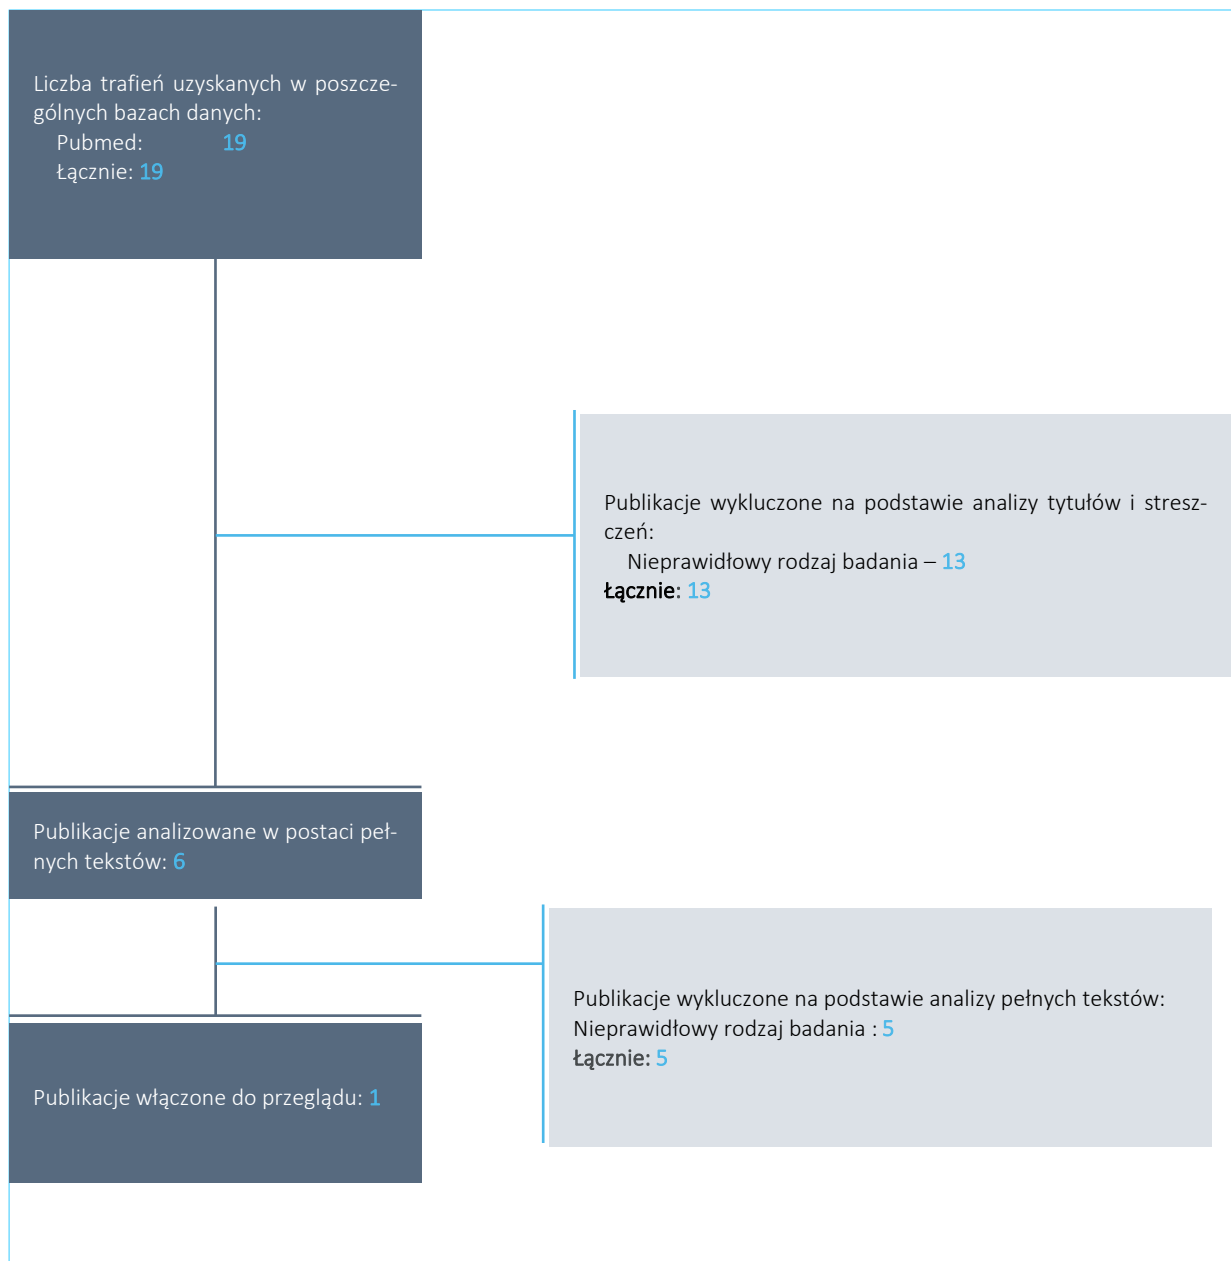 Liczba trafień uzyskanych w poszcze-
gólnych bazach danych:
Pubmed: 19
Łącznie: 19
Publikacje wykluczone na podstawie analizy tytułów i stresz-
czeń:
Nieprawidłowy rodzaj badania – 13
Łącznie: 13
Publikacje analizowane w postaci peł-
nych tekstów: 6
Publikacje wykluczone na podstawie analizy pełnych tekstów:
Nieprawidłowy rodzaj badania : 5
Łącznie: 5
Publikacje włączone do przeglądu: 1